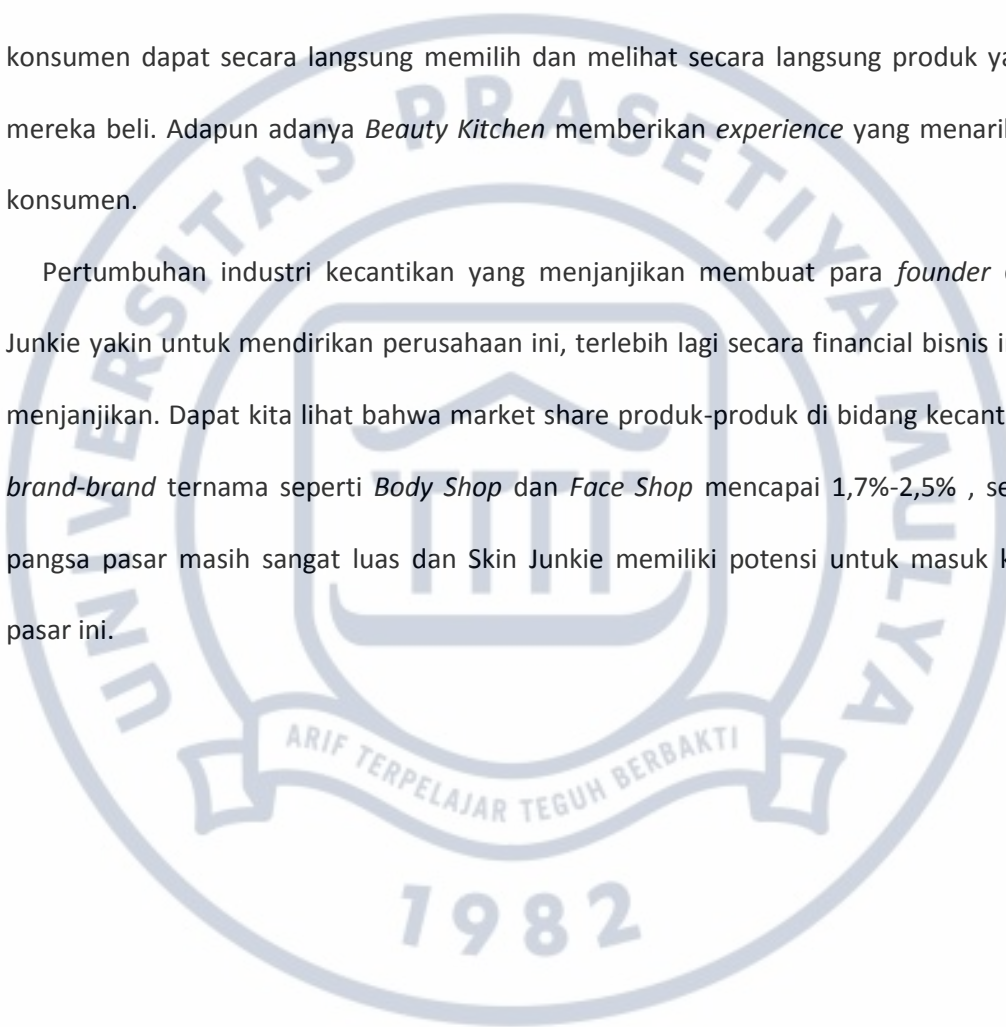 konsumen dapat secara langsung memilih dan melihat secara langsung produk
mereka beli. Adapun adanya Beauty Kitchen memberikan experience yang
konsumen.
Pertumbuhan industri kecantikan yang menjanjikan membuat para founder
Junkie yakin untuk mendirikan perusahaan ini, terlebih lagi secara financial bisnis
menjanjikan. Dapat kita lihat bahwa market share produk-produk di bidang
brand-brand ternama seperti Body Shop dan Face Shop mencapai 1,7%-2,5% ,
pangsa pasar masih sangat luas dan Skin Junkie memiliki potensi untuk masuk
pasar ini.
UNIVERSITAS PRASETIYA MULYA
ARIF TERPELAJAR TEGUH BERBAKTI
1982